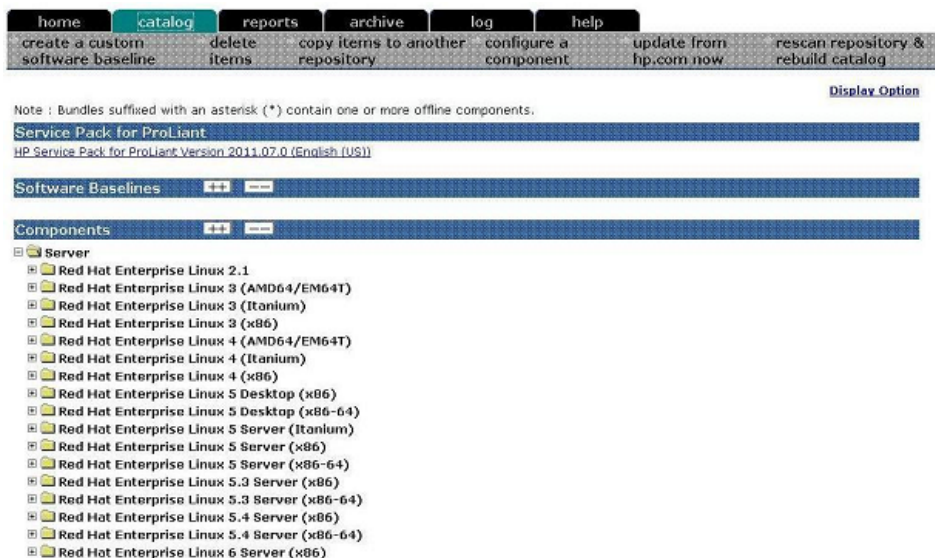 home catalog reports archive log help
create a custom software baseline
delete items
copy items to another repository
configure a component
update from hp.com now
rescan repository & rebuild catalog
Display Option
Note : Bundles suffixed with an asterisk (*) contain one or more offline components.
Service Pack for ProLiant
HP Service Pack for ProLiant Version 2011.07.0 (English (US))
Software Baselines ++ --
Components ++ --
Server
Red Hat Enterprise Linux 2.1
Red Hat Enterprise Linux 3 (AMD64/EM64T)
Red Hat Enterprise Linux 3 (Itanium)
Red Hat Enterprise Linux 3 (x86)
Red Hat Enterprise Linux 4 (AMD64/EM64T)
Red Hat Enterprise Linux 4 (Itanium)
Red Hat Enterprise Linux 4 (x86)
Red Hat Enterprise Linux 5 Desktop (x86)
Red Hat Enterprise Linux 5 Desktop (x86-64)
Red Hat Enterprise Linux 5 Server (Itanium)
Red Hat Enterprise Linux 5 Server (x86)
Red Hat Enterprise Linux 5 Server (x86-64)
Red Hat Enterprise Linux 5.3 Server (x86)
Red Hat Enterprise Linux 5.3 Server (x86-64)
Red Hat Enterprise Linux 5.4 Server (x86)
Red Hat Enterprise Linux 5.4 Server (x86-64)
Red Hat Enterprise Linux 6 Server (x86)